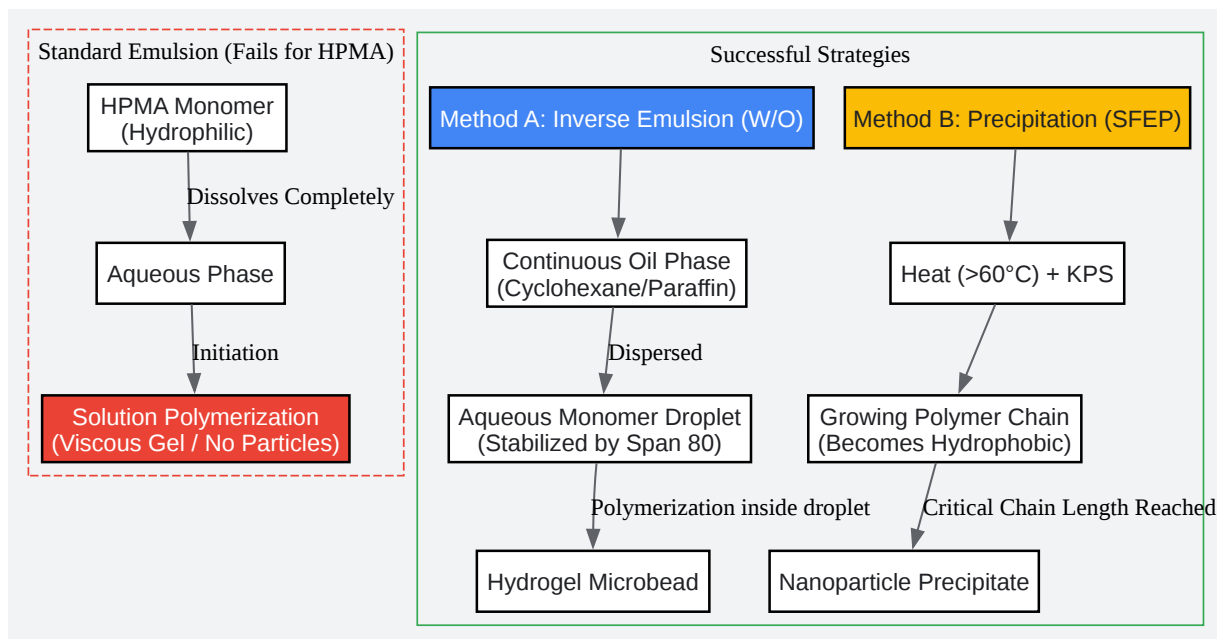 Standard Emulsion (Fails for HPMA)
HPMA Monomer
(Hydrophilic)
Dissolves Completely
Aqueous Phase
Initiation
Solution Polymerization
(Viscous Gel / No Particles)
Successful Strategies
Method A: Inverse Emulsion (W/O)
Continuous Oil Phase
(Cyclohexane/Paraffin)
Dispersed
Aqueous Monomer Droplet
(Stabilized by Span 80)
Polymerization inside droplet
Hydrogel Microbead
Method B: Precipitation (SFEP)
Heat (>60°C) + KPS
Growing Polymer Chain
(Becomes Hydrophobic)
Critical Chain Length Reached
Nanoparticle Precipitate